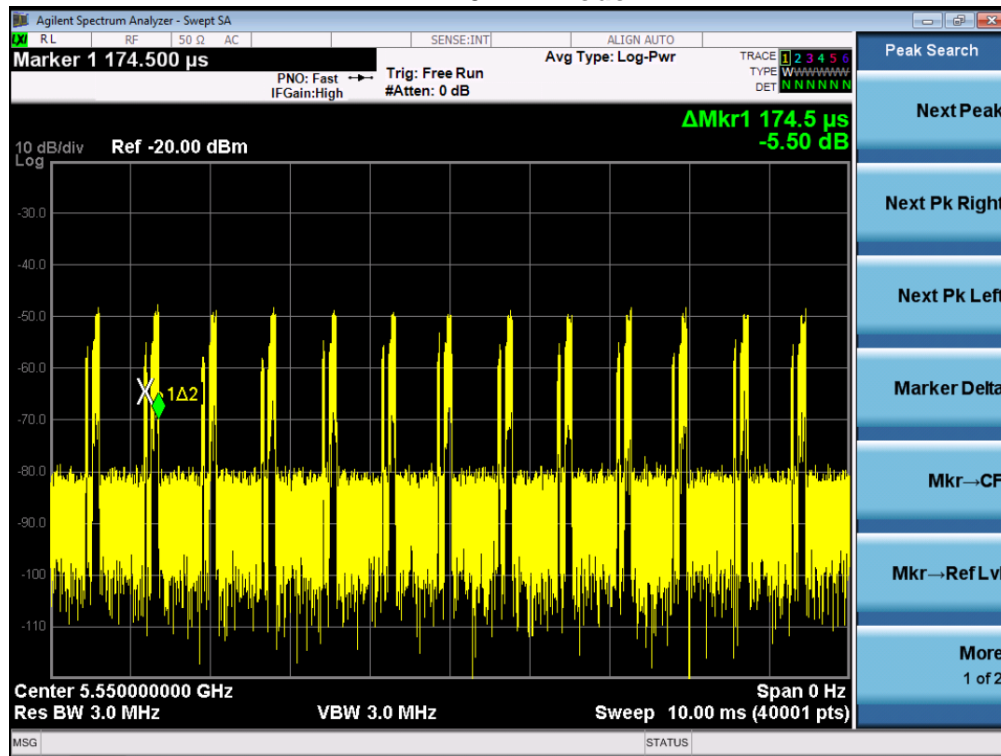 Agilent Spectrum Analyzer - Swept SA
LXI RL RF 50 Ω AC SENSE:INT ALIGN AUTO
Marker 1 174.500 µs
PNO: Fast
IFGain:High
Trig: Free Run
#Atten: 0 dB
Avg Type: Log-Pwr
TRACE 1 2 3 4 5 6
TYPE WWWWWW
DET N N N N N N
ΔMkr1 174.5 µs
-5.50 dB
10 dB/div Ref -20.00 dBm
Log
-30.0
-40.0
-50.0
-60.0
-70.0
-80.0
-90.0
-100
-110
1Δ2
Center 5.550000000 GHz Span 0 Hz
Res BW 3.0 MHz VBW 3.0 MHz Sweep 10.00 ms (40001 pts)
MSG STATUS
Peak Search
Next Peak
Next Pk Right
Next Pk Left
Marker Delta
Mkr→CF
Mkr→Ref Lvl
More
1 of 2